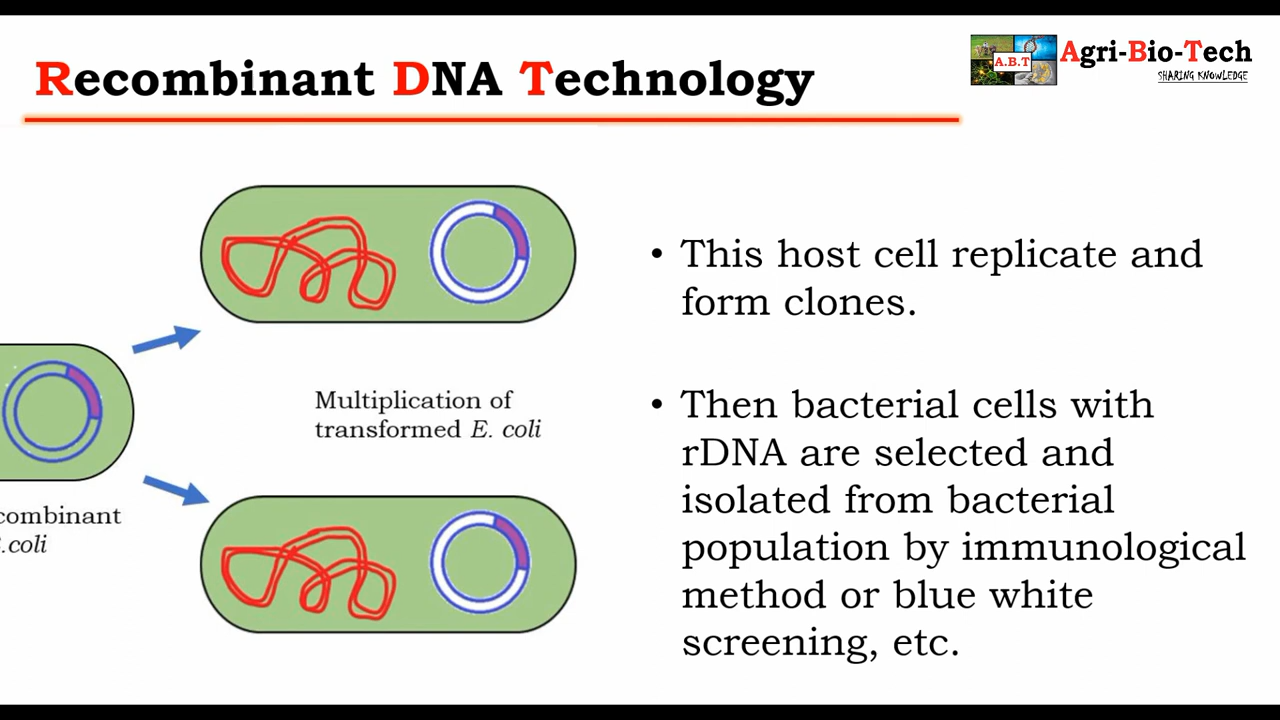 Recombinant DNA Technology
A.B.T
Agri-Bio-Tech
SHARING KNOWLEDGE
• This host cell replicate and
form clones.
Multiplication of
transformed E. coli
• Then bacterial cells with
rDNA are selected and
isolated from bacterial
population by immunological
method or blue white
screening, etc.
combinant
.coli